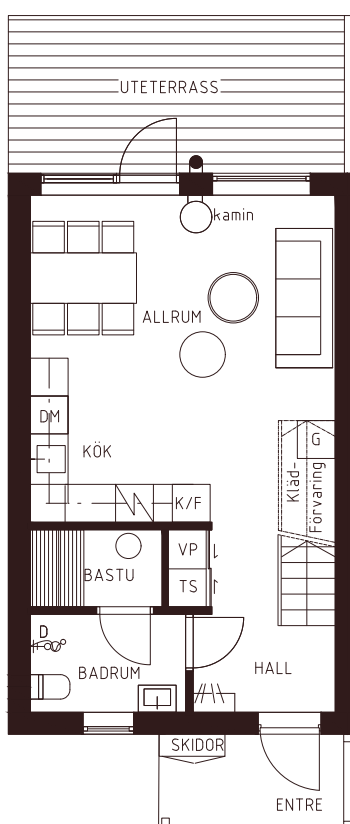 UTETERRASS
kamin
ALLRUM
DM
KÖK
G
Kläd-
Förvaring
K/F
VP
BASTU
TS
D
BADRUM
HALL
SKIDOR
ENTRE